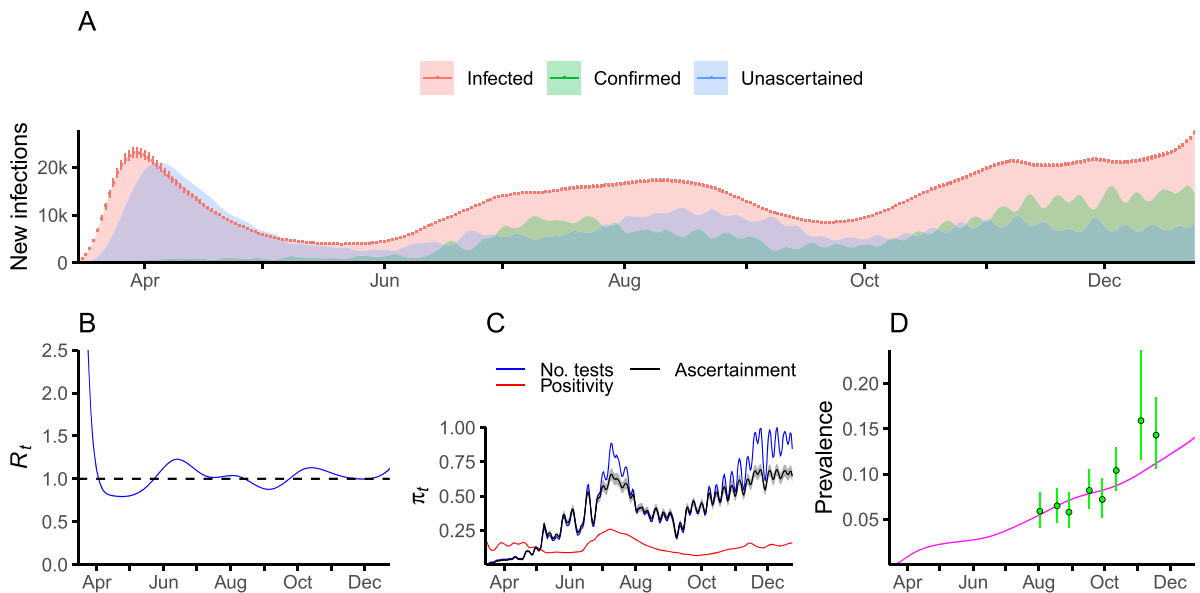 A
Infected Confirmed Unascertained
New infections
20k
10k
0
Apr Jun Aug Oct Dec
B
R_t
2.5
2.0
1.5
1.0
0.5
0.0
Apr Jun Aug Oct Dec
C
No. tests Ascertainment
Positivity
π_t
1.00
0.75
0.50
0.25
Apr Jun Aug Oct Dec
D
Prevalence
0.20
0.15
0.10
0.05
Apr Jun Aug Oct Dec